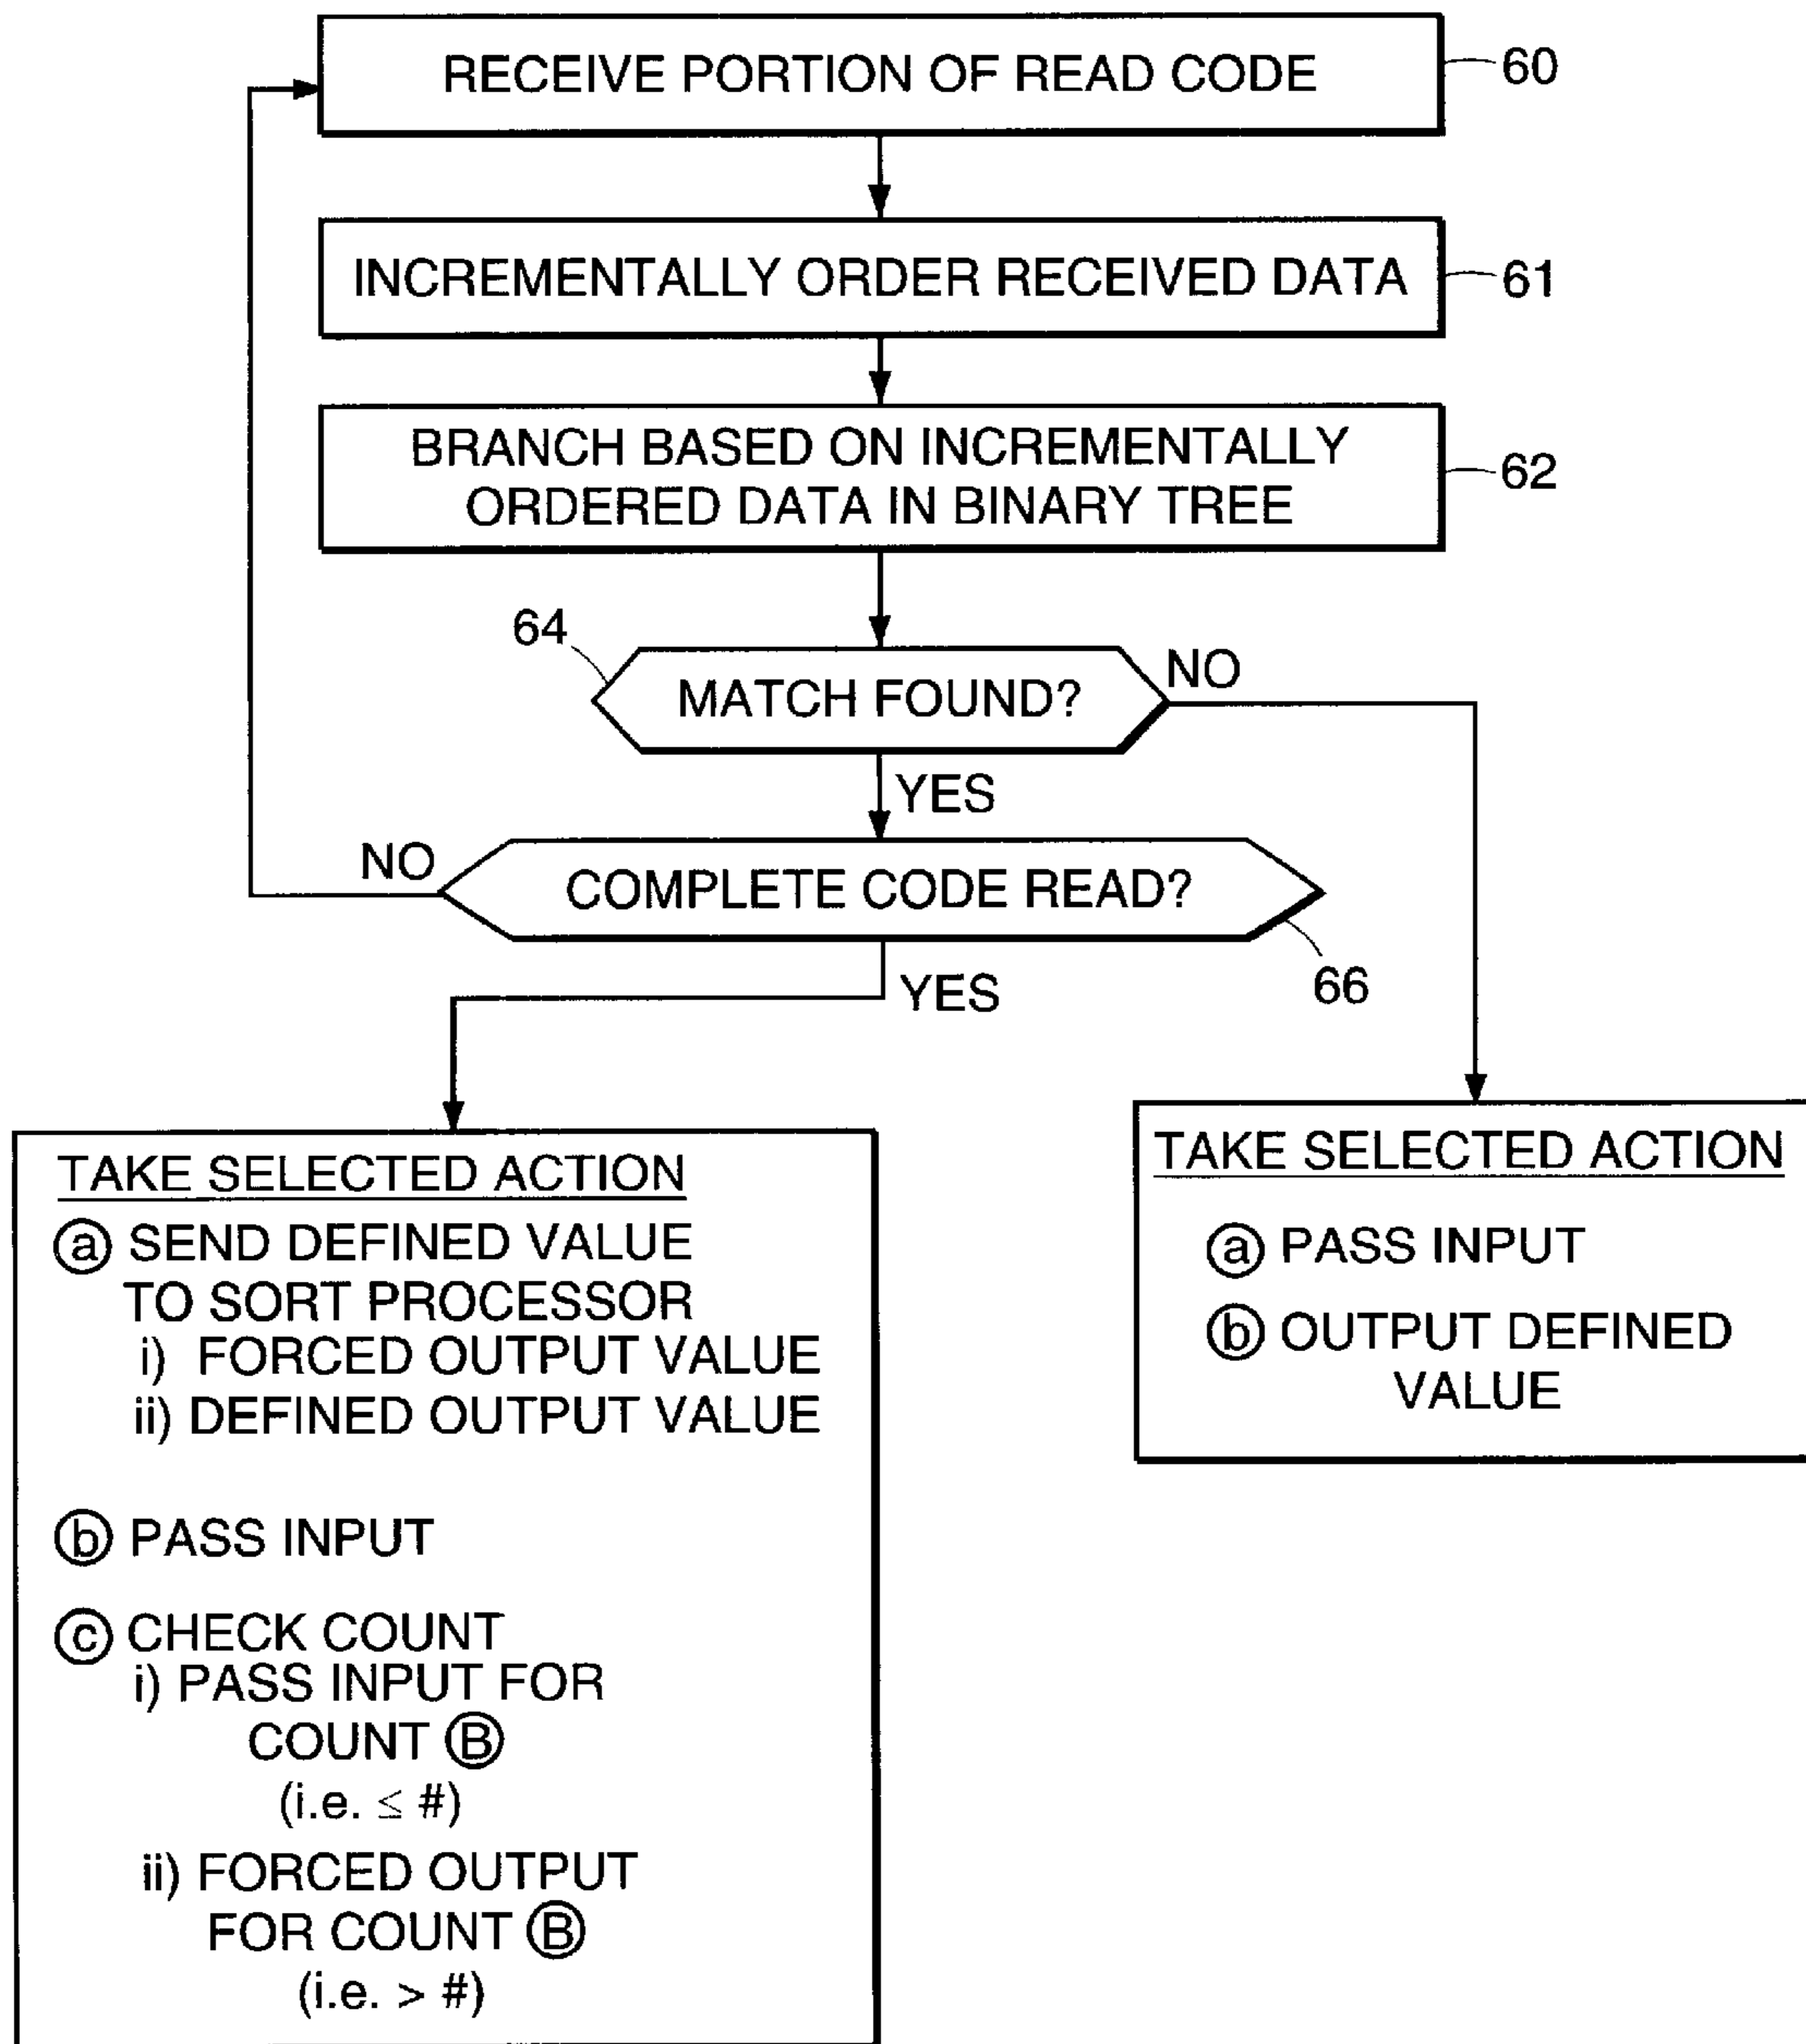 RECEIVE PORTION OF READ CODE
60
INCREMENTALLY ORDER RECEIVED DATA
61
BRANCH BASED ON INCREMENTALLY
ORDERED DATA IN BINARY TREE
62
64
MATCH FOUND?
NO
YES
NO
COMPLETE CODE READ?
66
YES
TAKE SELECTED ACTION
ⓐ SEND DEFINED VALUE
TO SORT PROCESSOR
i) FORCED OUTPUT VALUE
ii) DEFINED OUTPUT VALUE
ⓑ PASS INPUT
ⓒ CHECK COUNT
i) PASS INPUT FOR
COUNT Ⓑ
(i.e. ≤ #)
ii) FORCED OUTPUT
FOR COUNT Ⓑ
(i.e. > #)
TAKE SELECTED ACTION
ⓐ PASS INPUT
ⓑ OUTPUT DEFINED
VALUE